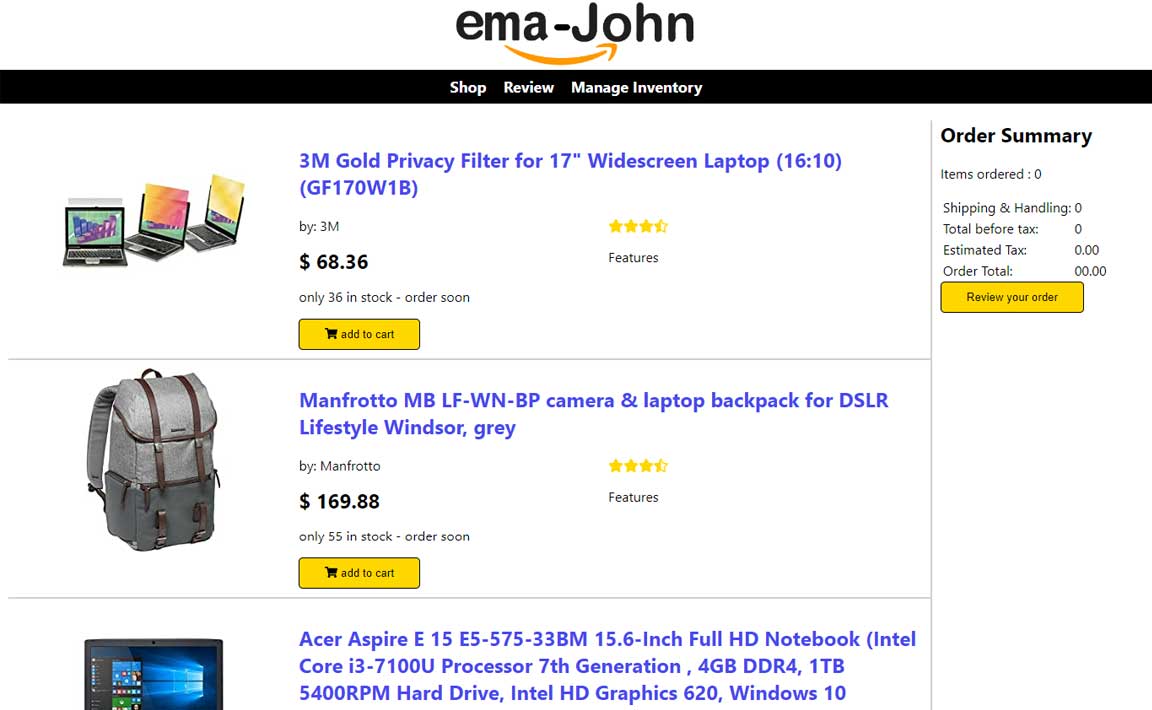 ema-John
Shop Review Manage Inventory
3M Gold Privacy Filter for 17" Widescreen Laptop (16:10)
(GF170W1B)
by: 3M
$ 68.36
only 36 in stock - order soon
add to cart
Features
Manfrotto MB LF-WN-BP camera & laptop backpack for DSLR
Lifestyle Windsor, grey
by: Manfrotto
$ 169.88
only 55 in stock - order soon
add to cart
Features
Acer Aspire E 15 E5-575-33BM 15.6-Inch Full HD Notebook (Intel
Core i3-7100U Processor 7th Generation , 4GB DDR4, 1TB
5400RPM Hard Drive, Intel HD Graphics 620, Windows 10
Order Summary
Items ordered : 0
Shipping & Handling: 0
Total before tax: 0
Estimated Tax: 0.00
Order Total: 00.00
Review your order